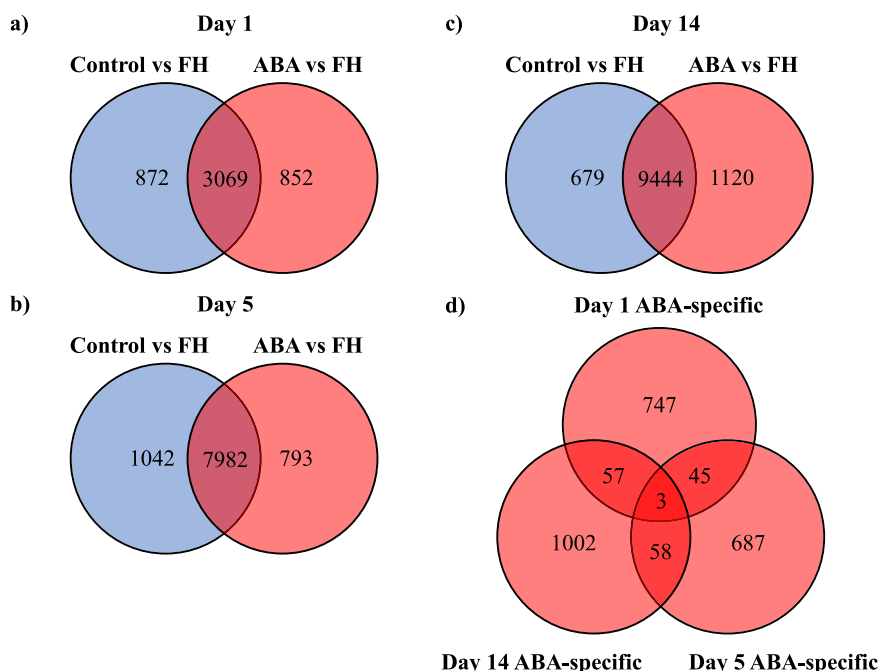 a)
Day 1
Control vs FH
ABA vs FH
872
3069
852
b)
Day 5
Control vs FH
ABA vs FH
1042
7982
793
c)
Day 14
Control vs FH
ABA vs FH
679
9444
1120
d)
Day 1 ABA-specific
747
57
45
3
1002
58
687
Day 14 ABA-specific
Day 5 ABA-specific